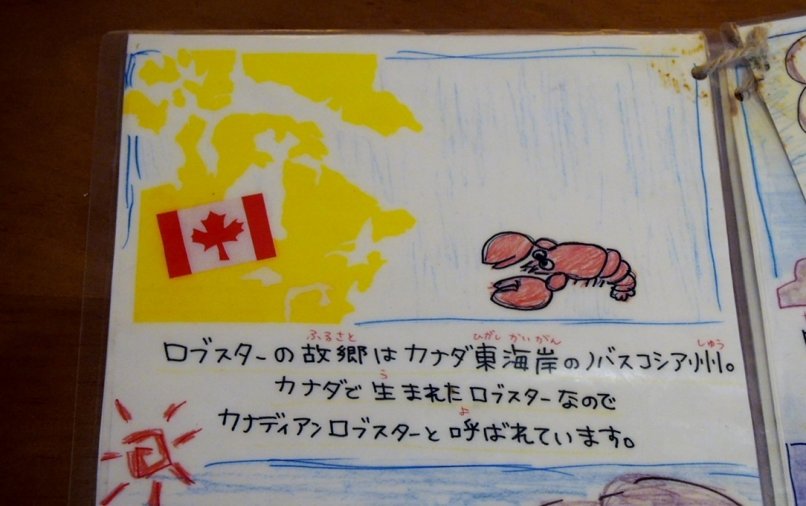 ロブスターの故郷はカナダ東海岸のノバスコシア州。
カナダで生まれたロブスターなので
カナディアンロブスターと呼ばれています。
ふるさと
ひがし かいがん
しゅう
う
よ